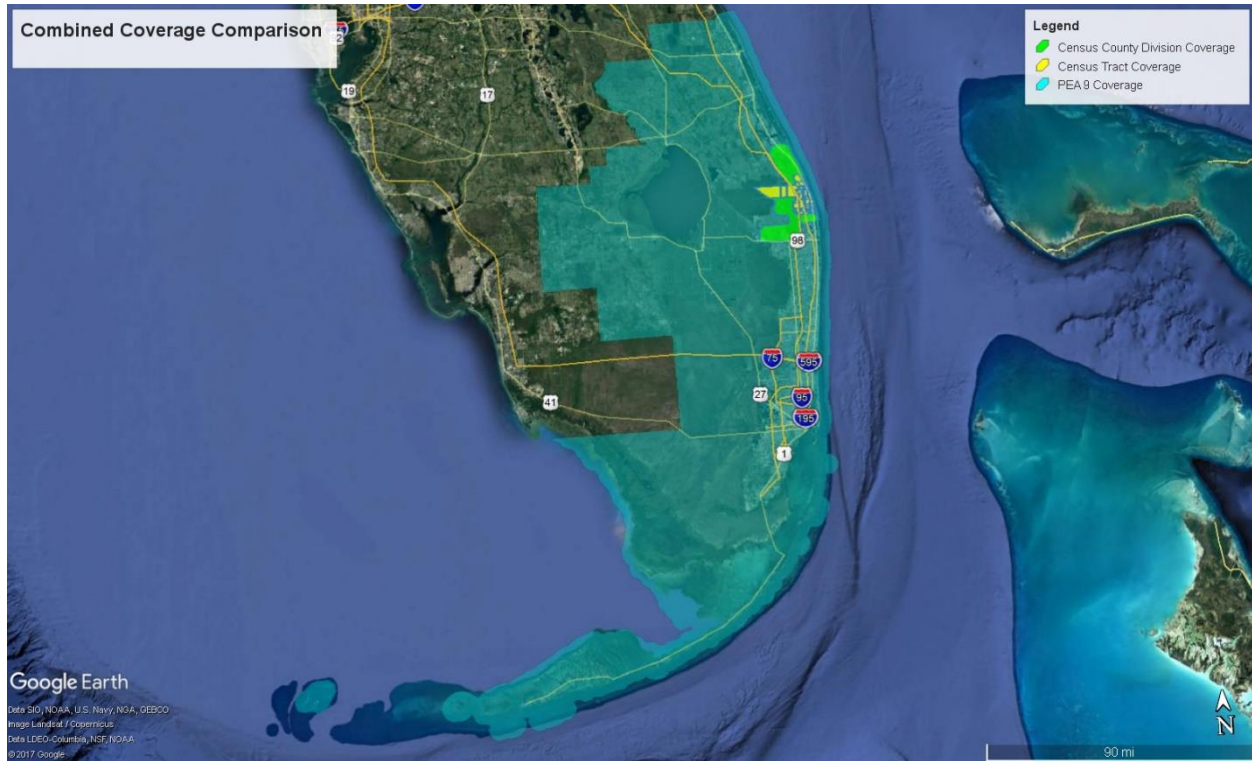 Combined Coverage Comparison
Legend
Census County Division Coverage
Census Tract Coverage
PEA 9 Coverage
19
17
98
75
595
27
95
41
195
1
Google Earth
Data SIO, NOAA, U.S. Navy, NGA, GEBCO
Image Landsat / Copernicus
Data LDEO-Columbia, NSF, NOAA
© 2017 Google
N
90 mi